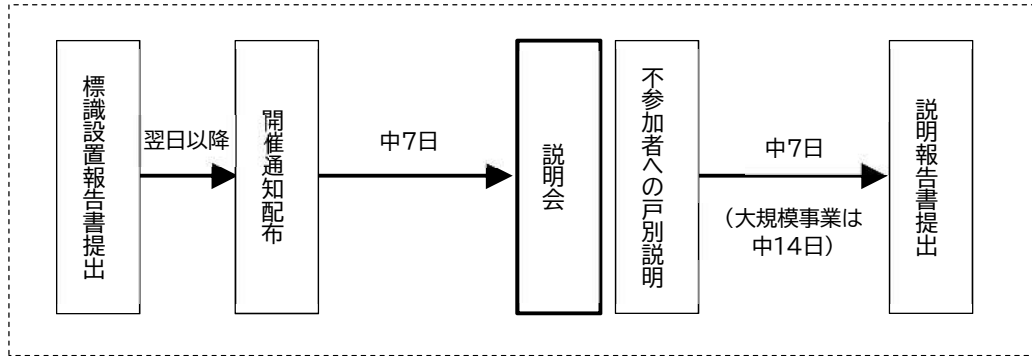 標識設置報告書提出
翌日以降
開催通知配布
中7日
説明会
不参加者への戸別説明
中7日
（大規模事業は
中14日）
説明報告書提出